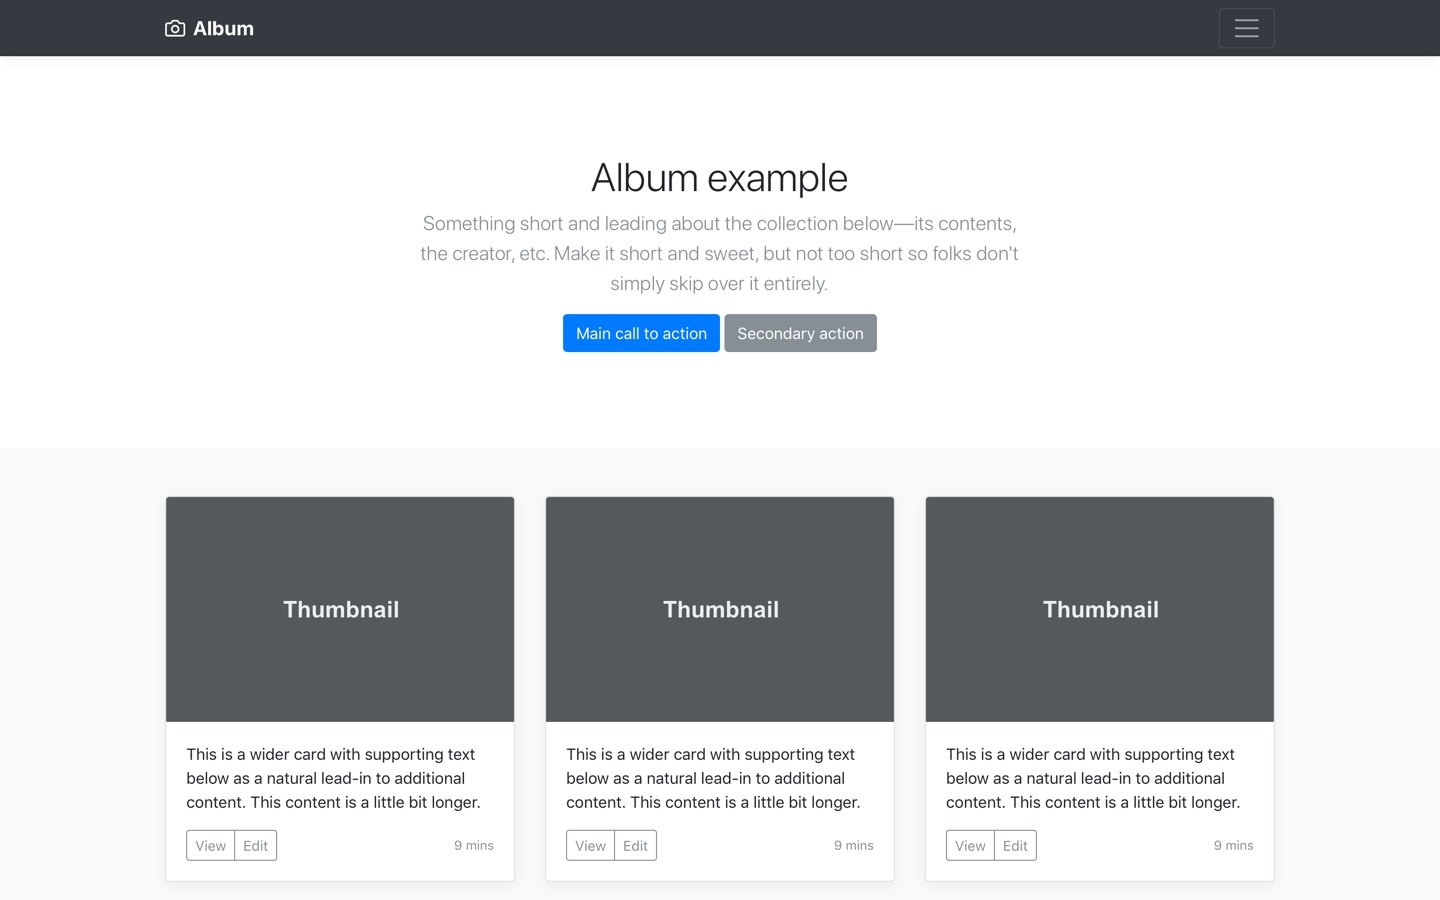 Album
Album example
Something short and leading about the collection below—its contents,
the creator, etc. Make it short and sweet, but not too short so folks don't
simply skip over it entirely.
Main call to action
Secondary action
Thumbnail
This is a wider card with supporting text
below as a natural lead-in to additional
content. This content is a little bit longer.
View
Edit
9 mins
Thumbnail
This is a wider card with supporting text
below as a natural lead-in to additional
content. This content is a little bit longer.
View
Edit
9 mins
Thumbnail
This is a wider card with supporting text
below as a natural lead-in to additional
content. This content is a little bit longer.
View
Edit
9 mins